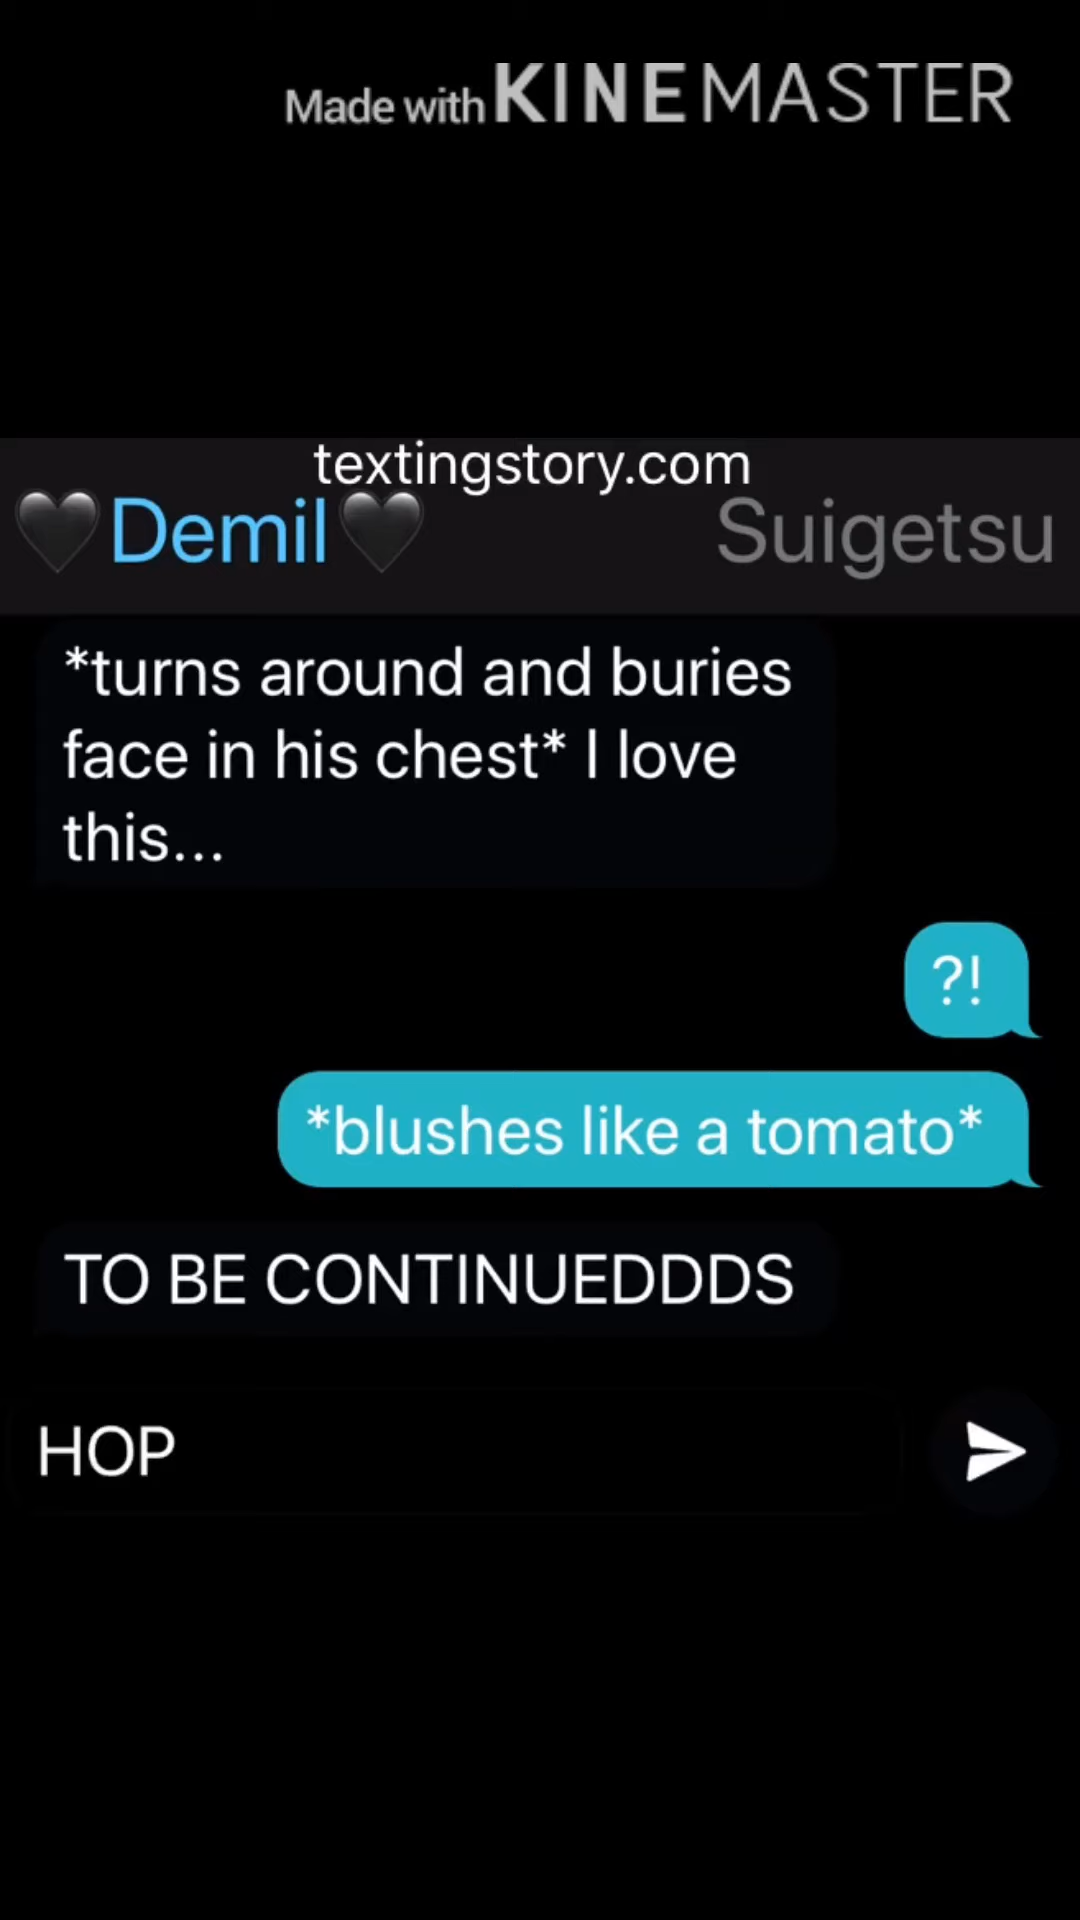 Made with KINEMASTER
textingstory.com
🖤Demil🖤 Suigetsu
*turns around and buries
face in his chest* I love
this...
?!
*blushes like a tomato*
TO BE CONTINUEDDDS
HOP